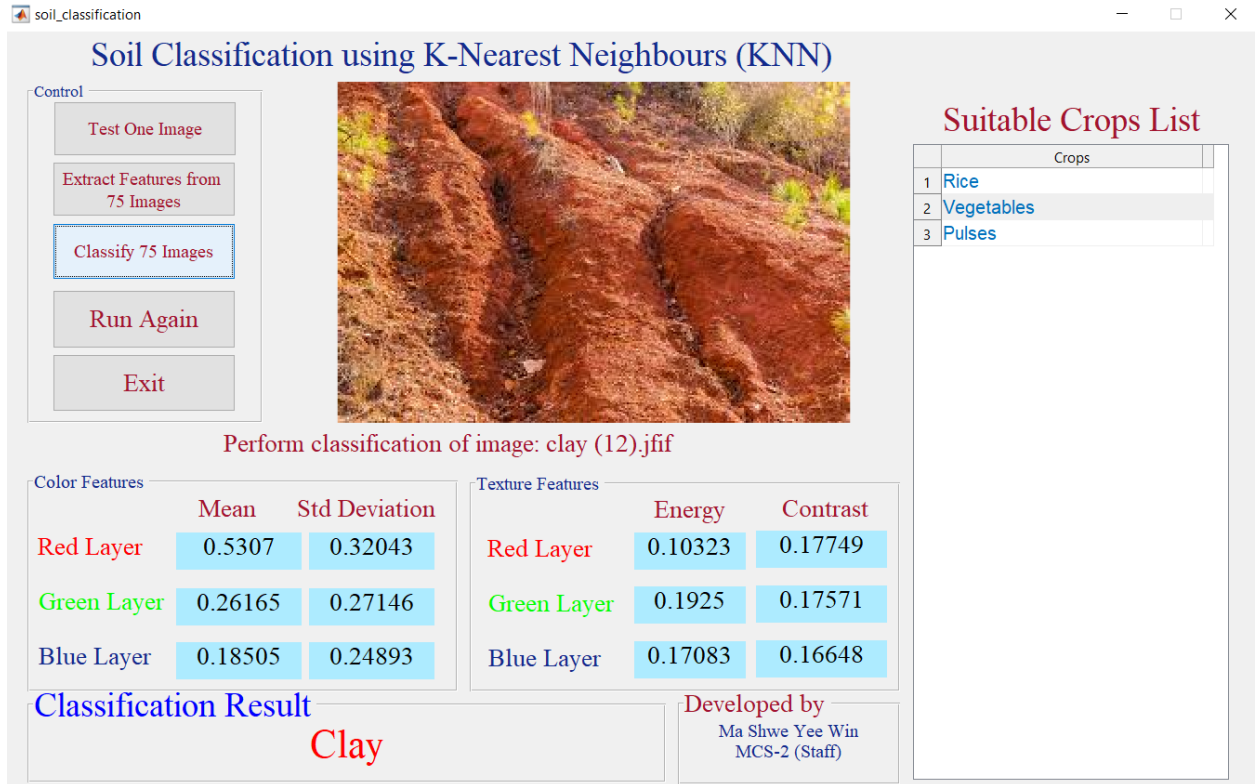 soil_classification
Soil Classification using K-Nearest Neighbours (KNN)
Control
Test One Image
Extract Features from
75 Images
Classify 75 Images
Run Again
Exit
Perform classification of image: clay (12).jfif
Color Features
Mean Std Deviation
Red Layer 0.5307 0.32043
Green Layer 0.26165 0.27146
Blue Layer 0.18505 0.24893
Texture Features
Energy Contrast
Red Layer 0.10323 0.17749
Green Layer 0.1925 0.17571
Blue Layer 0.17083 0.16648
Classification Result
Clay
Developed by
Ma Shwe Yee Win
MCS-2 (Staff)
Suitable Crops List
Crops
1 Rice
2 Vegetables
3 Pulses